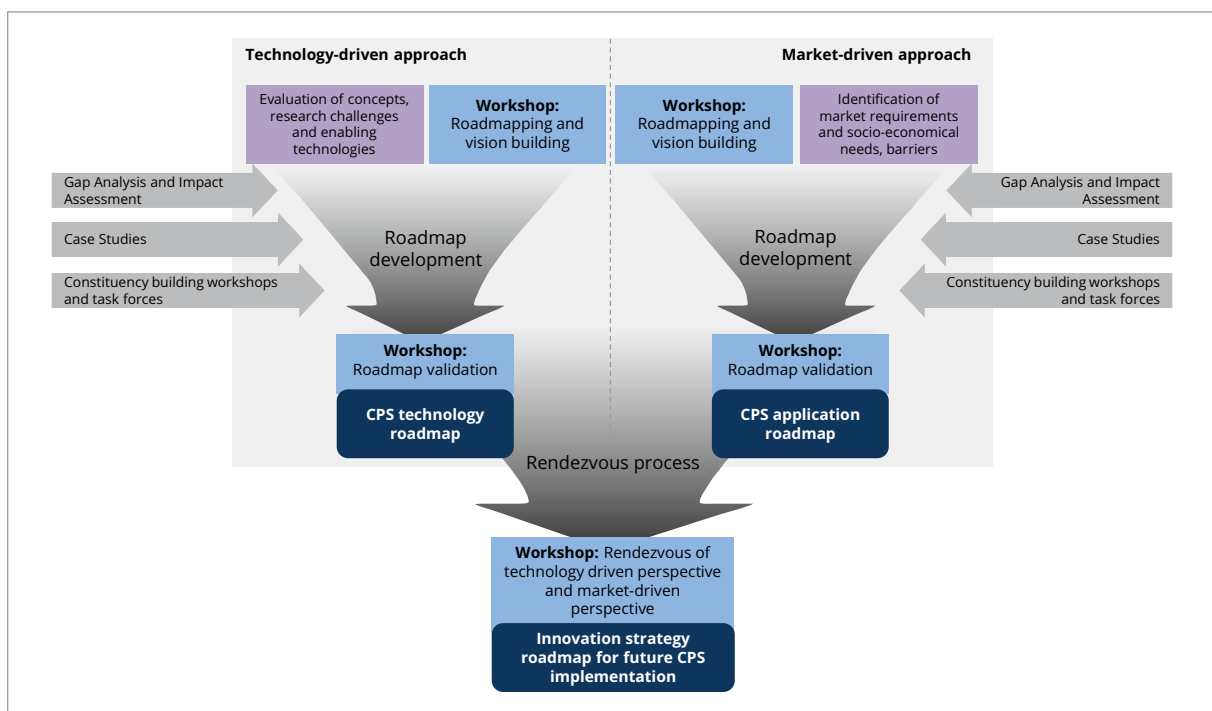 Technology-driven approach
Market-driven approach
Evaluation of concepts,
research challenges
and enabling
technologies
Workshop:
Roadmapping and
vision building
Workshop:
Roadmapping and
vision building
Identification of
market requirements
and socio-economical
needs, barriers
Gap Analysis and Impact
Assessment
Case Studies
Constituency building workshops
and task forces
Roadmap
development
Roadmap
development
Gap Analysis and Impact
Assessment
Case Studies
Constituency building workshops
and task forces
Workshop:
Roadmap validation
CPS technology
roadmap
Workshop:
Roadmap validation
CPS application
roadmap
Rendezvous process
Workshop: Rendezvous of
technology driven perspective
and market-driven
perspective
Innovation strategy
roadmap for future CPS
implementation